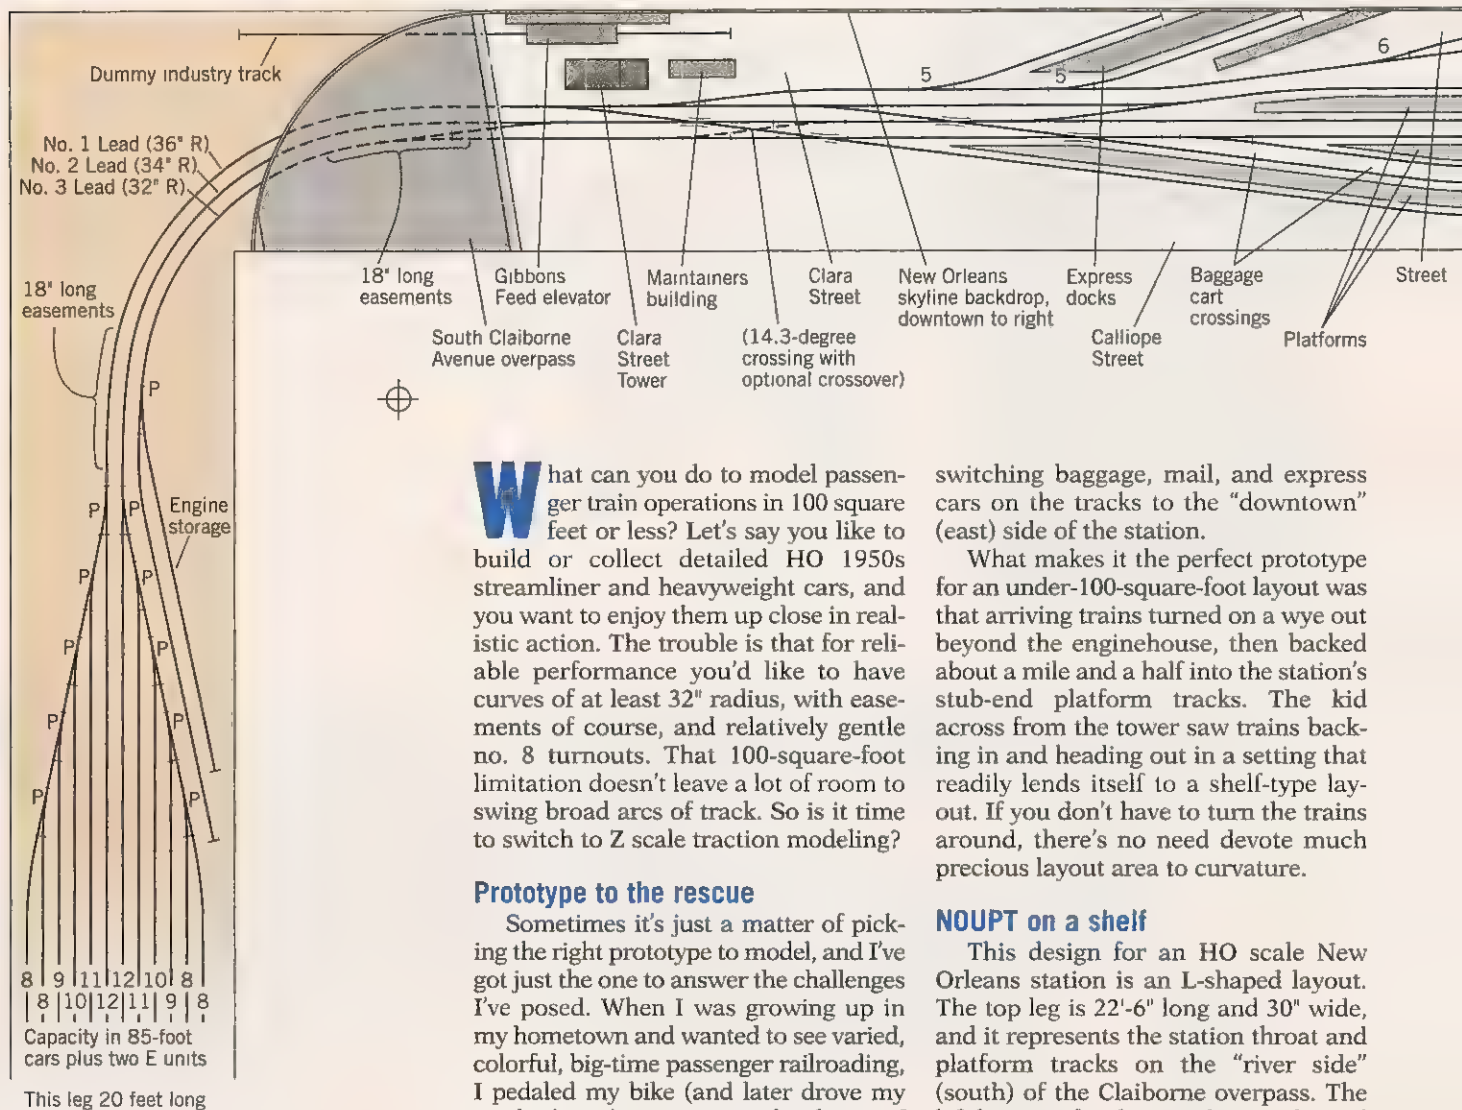 Dummy industry track
No. 1 Lead (36" R)
No. 2 Lead (34" R)
No. 3 Lead (32" R)
5
5
6
18" long
easements
18" long
easements
South Claiborne
Avenue overpass
Gibbons
Feed elevator
Clara
Street
Tower
Maintainers
building
(14.3-degree
crossing with
optional crossover)
Clara
Street
New Orleans
skyline backdrop,
downtown to right
Express
docks
Calliope
Street
Baggage
cart
crossings
Platforms
Street
P
Engine
storage
P
P
P
P
P
P
P
P
P
P
8 9 11 12 10 8
8 10 12 11 9 8
Capacity in 85-foot
cars plus two E units
This leg 20 feet long
What can you do to model passen-
ger train operations in 100 square
feet or less? Let's say you like to
build or collect detailed HO 1950s
streamliner and heavyweight cars, and
you want to enjoy them up close in real-
istic action. The trouble is that for reli-
able performance you'd like to have
curves of at least 32" radius, with ease-
ments of course, and relatively gentle
no. 8 turnouts. That 100-square-foot
limitation doesn't leave a lot of room to
swing broad arcs of track. So is it time
to switch to Z scale traction modeling?
Prototype to the rescue
Sometimes it's just a matter of pick-
ing the right prototype to model, and I've
got just the one to answer the challenges
I've posed. When I was growing up in
my hometown and wanted to see varied,
colorful, big-time passenger railroading,
I pedaled my bike (and later drove my
switching baggage, mail, and express
cars on the tracks to the "downtown"
(east) side of the station.
What makes it the perfect prototype
for an under-100-square-foot layout was
that arriving trains turned on a wye out
beyond the enginehouse, then backed
about a mile and a half into the station's
stub-end platform tracks. The kid
across from the tower saw trains back-
ing in and heading out in a setting that
readily lends itself to a shelf-type lay-
out. If you don't have to turn the trains
around, there's no need devote much
precious layout area to curvature.
NOUPT on a shelf
This design for an HO scale New
Orleans station is an L-shaped layout.
The top leg is 22'-6" long and 30" wide,
and it represents the station throat and
platform tracks on the "river side"
(south) of the Claiborne overpass. The